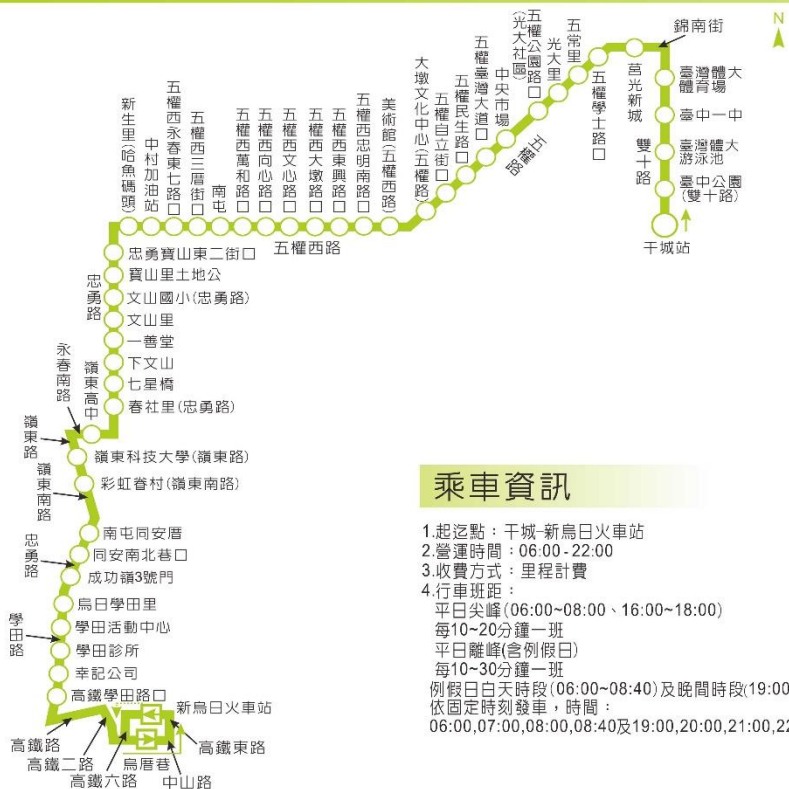 N
錦南街
臺灣體大
體育場
臺中一中
臺灣體大
游泳池
臺中公園
(雙十路)
干城站
雙十路
莒光新城
五權學士路口
五常里
光大里
五權公園路口
(光大社區)
中央市場
五權臺灣大道口
五權民生路口
五權自立街口
大墩文化中心(五權路)
五權路
美術館(五權西路)
五權西忠明南路口
五權西東興路口
五權西大墩路口
五權西文心路口
五權西向心路口
五權西萬和路口
南屯
五權西三厝街口
五權西永春東七路口
中村加油站
新生里(哈魚碼頭)
五權西路
忠勇寶山東二街口
寶山里土地公
文山國小(忠勇路)
文山里
一善堂
下文山
七星橋
春社里(忠勇路)
忠勇路
嶺東高中
永春南路
嶺東路
嶺東科技大學(嶺東路)
彩虹眷村(嶺東南路)
嶺東南路
南屯同安厝
同安南北巷口
忠勇路
成功嶺3號門
烏日學田里
學田活動中心
學田路
學田診所
幸記公司
高鐵學田路口
新烏日火車站
高鐵路
高鐵二路
高鐵六路
烏厝巷
中山路
高鐵東路
乘車資訊
1.起迄點：干城-新烏日火車站
2.營運時間：06:00-22:00
3.收費方式：里程計費
4.行車班距：
平日尖峰(06:00~08:00、16:00~18:00)
每10~20分鐘一班
平日離峰(含例假日)
每10~30分鐘一班
例假日白天時段(06:00~08:40)及晚間時段(19:00
依固定時刻發車，時間：
06:00,07:00,08:00,08:40及19:00,20:00,21:00,22